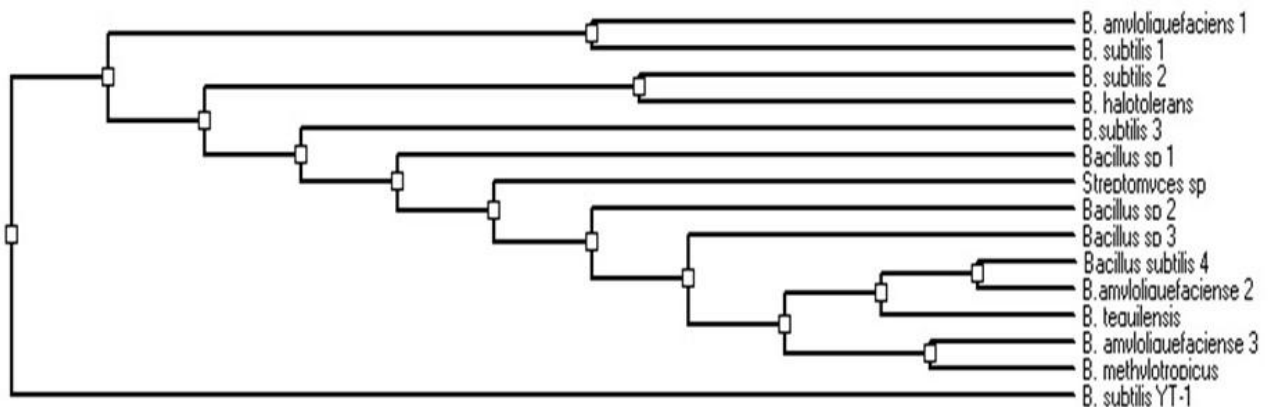 B. amyloliquefaciens 1
B. subtilis 1
B. subtilis 2
B. halotolerans
B.subtilis 3
Bacillus sp 1
Streptomyces sp
Bacillus sp 2
Bacillus sp 3
Bacillus subtilis 4
B.amyloliquefaciense 2
B. tequilensis
B. amyloliquefaciense 3
B. methylotropicus
B. subtilis YT-1